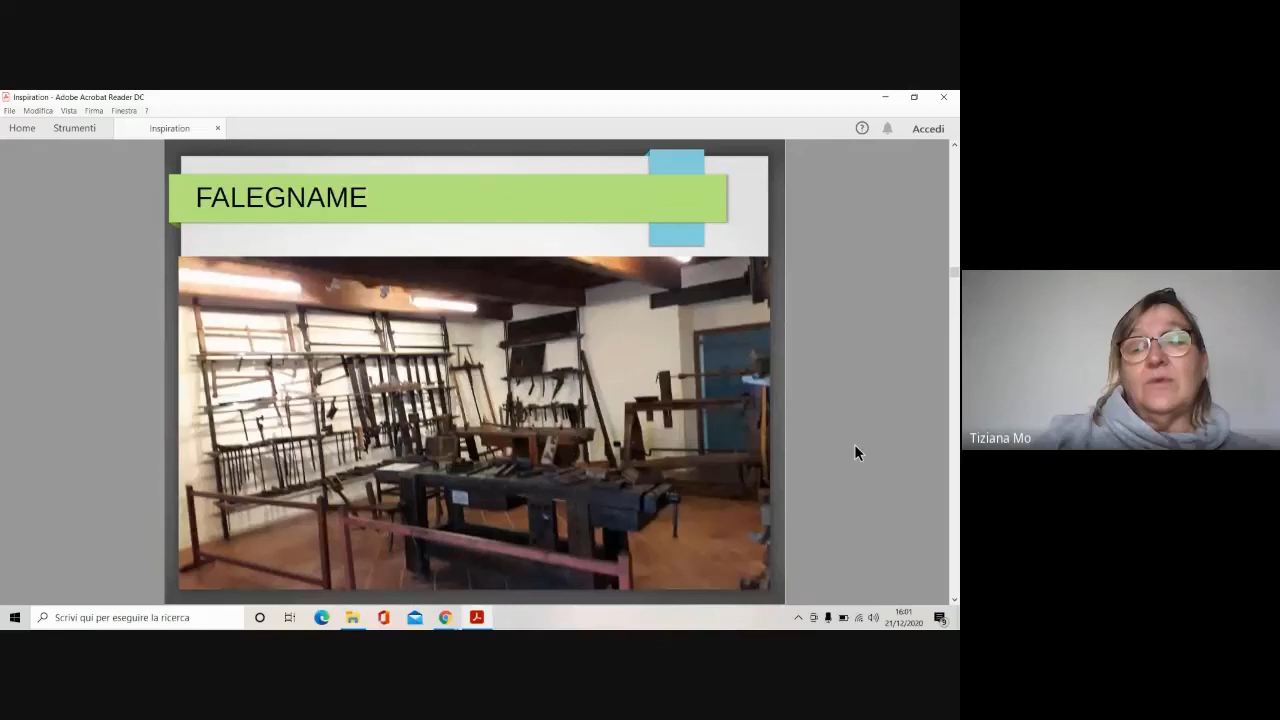 Inspiration - Adobe Acrobat Reader DC
File Modifica Vista Firma Finestra ?
Home Strumenti Inspiration × ? Accedi
FALEGNAME
Tiziana Mo
Scrivi qui per eseguire la ricerca
16:01
21/12/2020
9